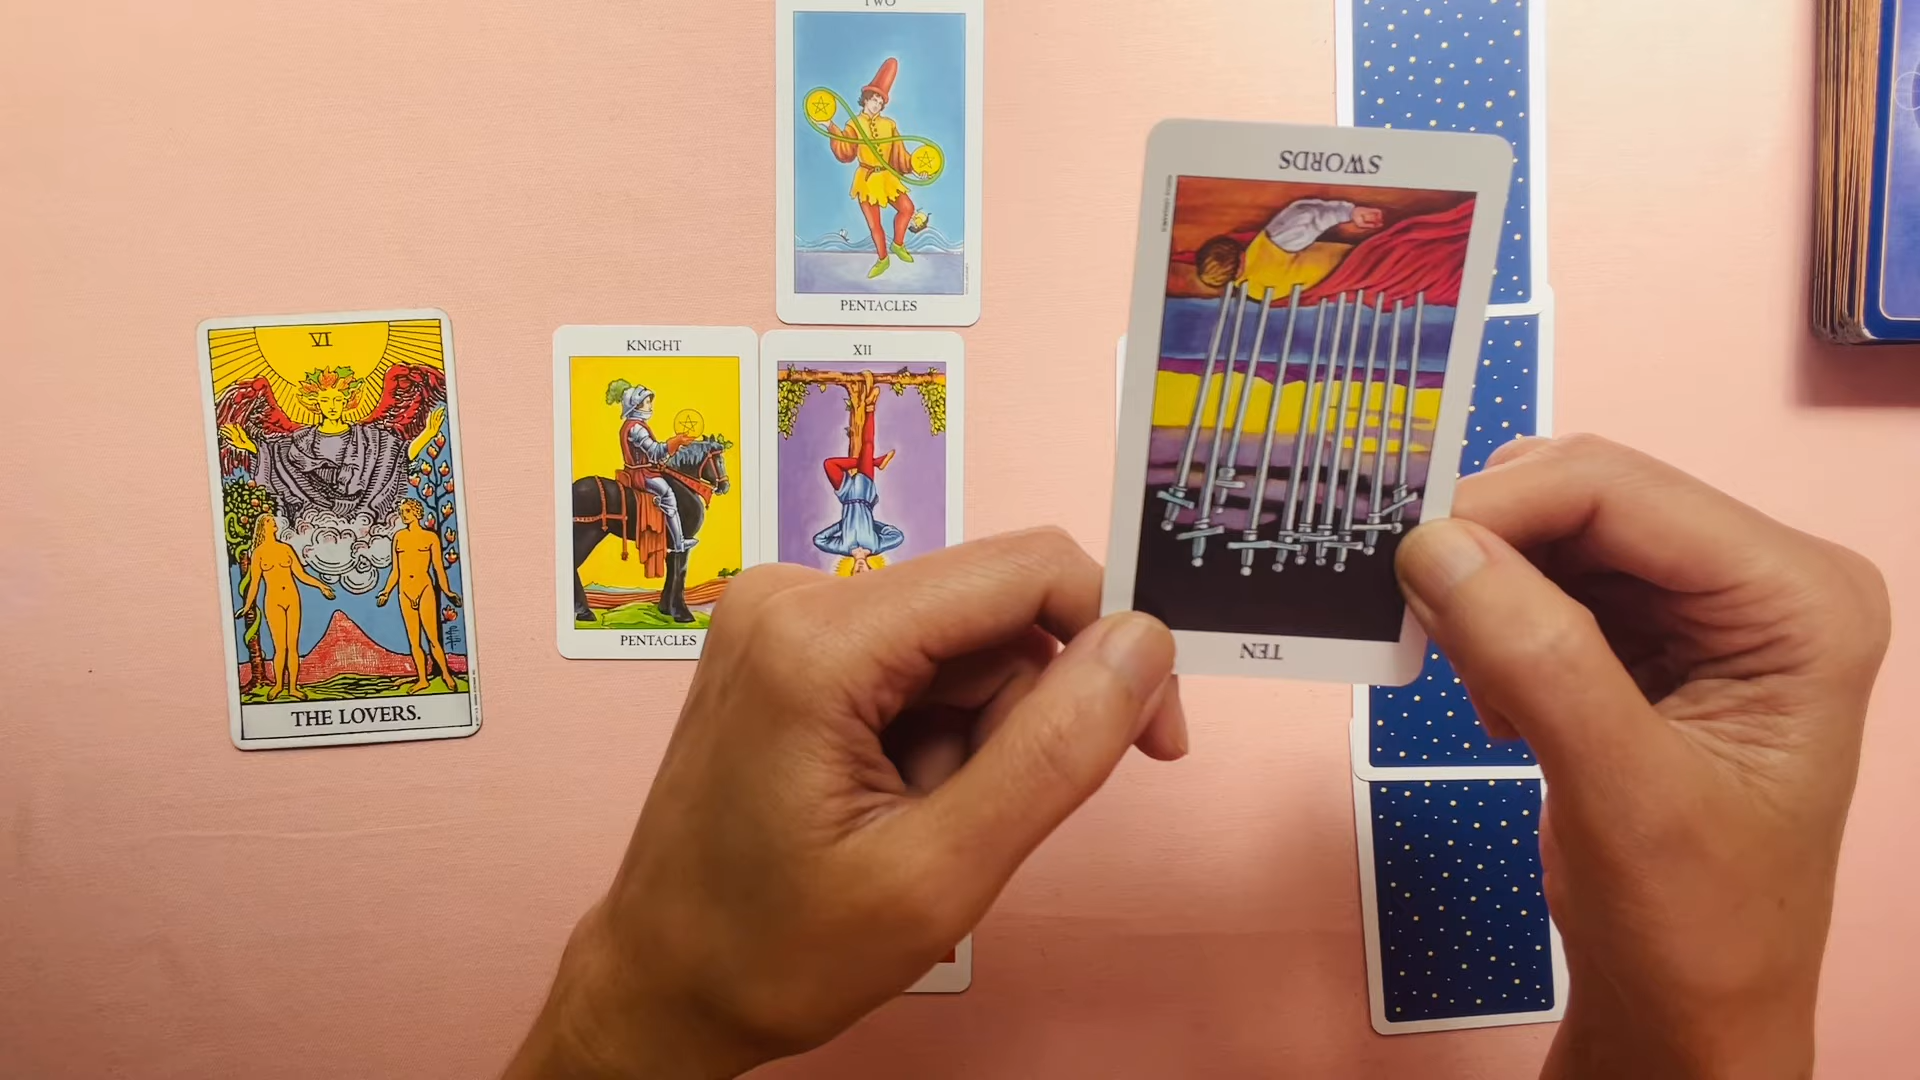 TWO
PENTACLES
VI
THE LOVERS.
KNIGHT
PENTACLES
XII
SWORDS
TEN